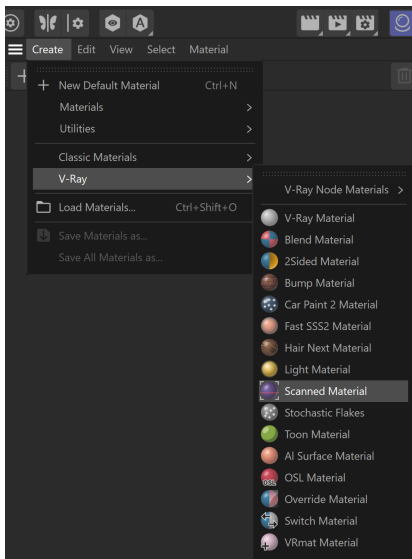 Create Edit View Select Material
New Default Material Ctrl+N
Materials
Utilities
Classic Materials
V-Ray
Load Materials... Ctrl+Shift+O
Save Materials as...
Save All Materials as...
V-Ray Node Materials
V-Ray Material
Blend Material
2Sided Material
Bump Material
Car Paint 2 Material
Fast SSS2 Material
Hair Next Material
Light Material
Scanned Material
Stochastic Flakes
Toon Material
Al Surface Material
OSL Material
Override Material
Switch Material
VRmat Material